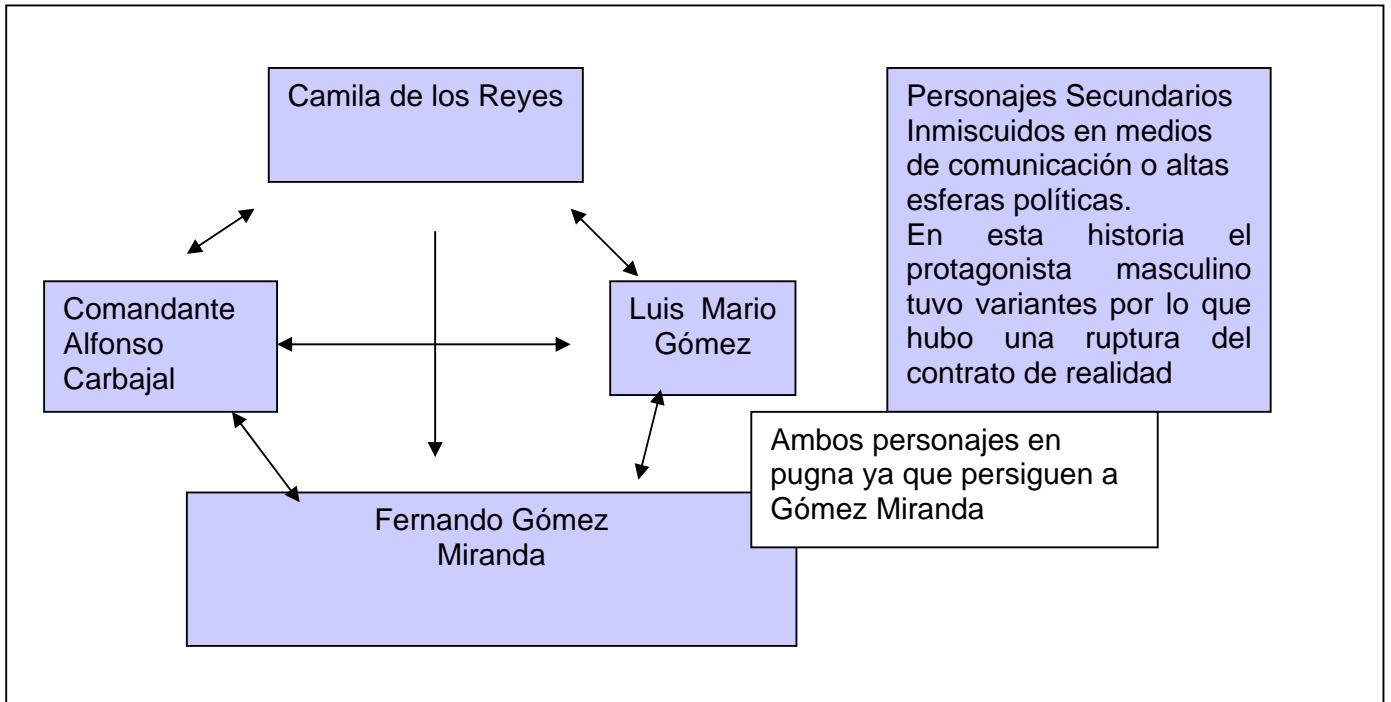 Camila de los Reyes
Personajes Secundarios
Inmiscuidos en medios
de comunicación o altas
esferas políticas.
En esta historia el
protagonista masculino
tuvo variantes por lo que
hubo una ruptura del
contrato de realidad
Comandante
Alfonso
Carbajal
Luis Mario
Gómez
Ambos personajes en
pugna ya que persiguen a
Gómez Miranda
Fernando Gómez
Miranda